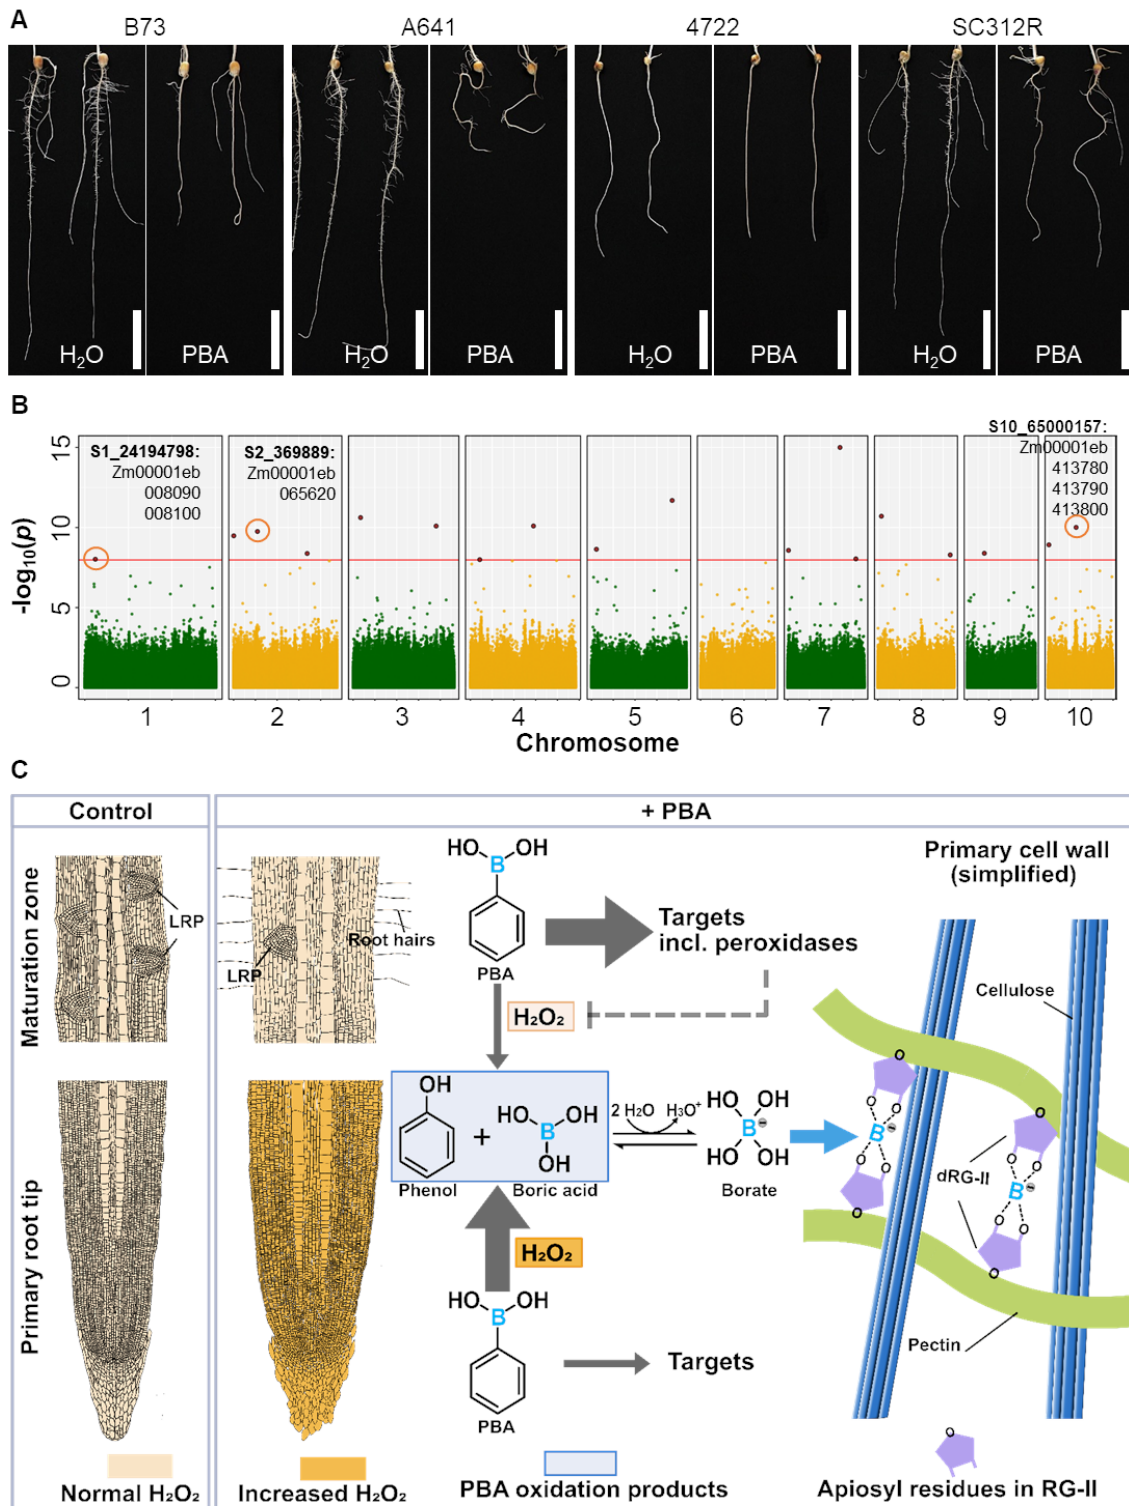 A
B73
A641
4722
SC312R
H₂O
PBA
H₂O
PBA
H₂O
PBA
H₂O
PBA
B
-log₁₀(p)
15
10
5
0
S1_24194798:
Zm00001eb
008090
008100
S2_369889:
Zm00001eb
065620
S10_65000157:
Zm00001eb
413780
413790
413800
1
2
3
4
5
6
7
8
9
10
Chromosome
C
Control
+ PBA
Maturation zone
LRP
LRP
Root hairs
HO
OH
B
PBA
Targets
incl. peroxidases
H₂O₂
Primary cell wall
(simplified)
Cellulose
Primary root tip
OH
Phenol
+
HO
OH
B
OH
Boric acid
2 H₂O
H₃O⁺
HO
OH
B
⊖
HO
OH
Borate
O
O
O
B
⊖
O
O
O
O
O
O
B
⊖
O
O
O
dRG-II
Pectin
H₂O₂
HO
OH
B
PBA
Targets
O
Normal H₂O₂
Increased H₂O₂
PBA oxidation products
Apiosyl residues in RG-II